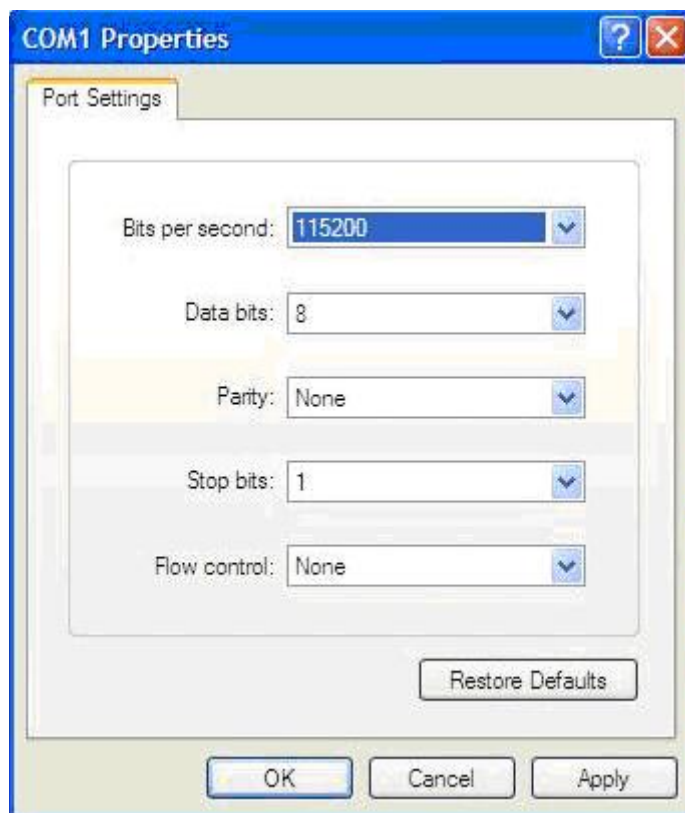 COM1 Properties
Port Settings
Bits per second: 115200
Data bits: 8
Parity: None
Stop bits: 1
Flow control: None
Restore Defaults
OK Cancel Apply